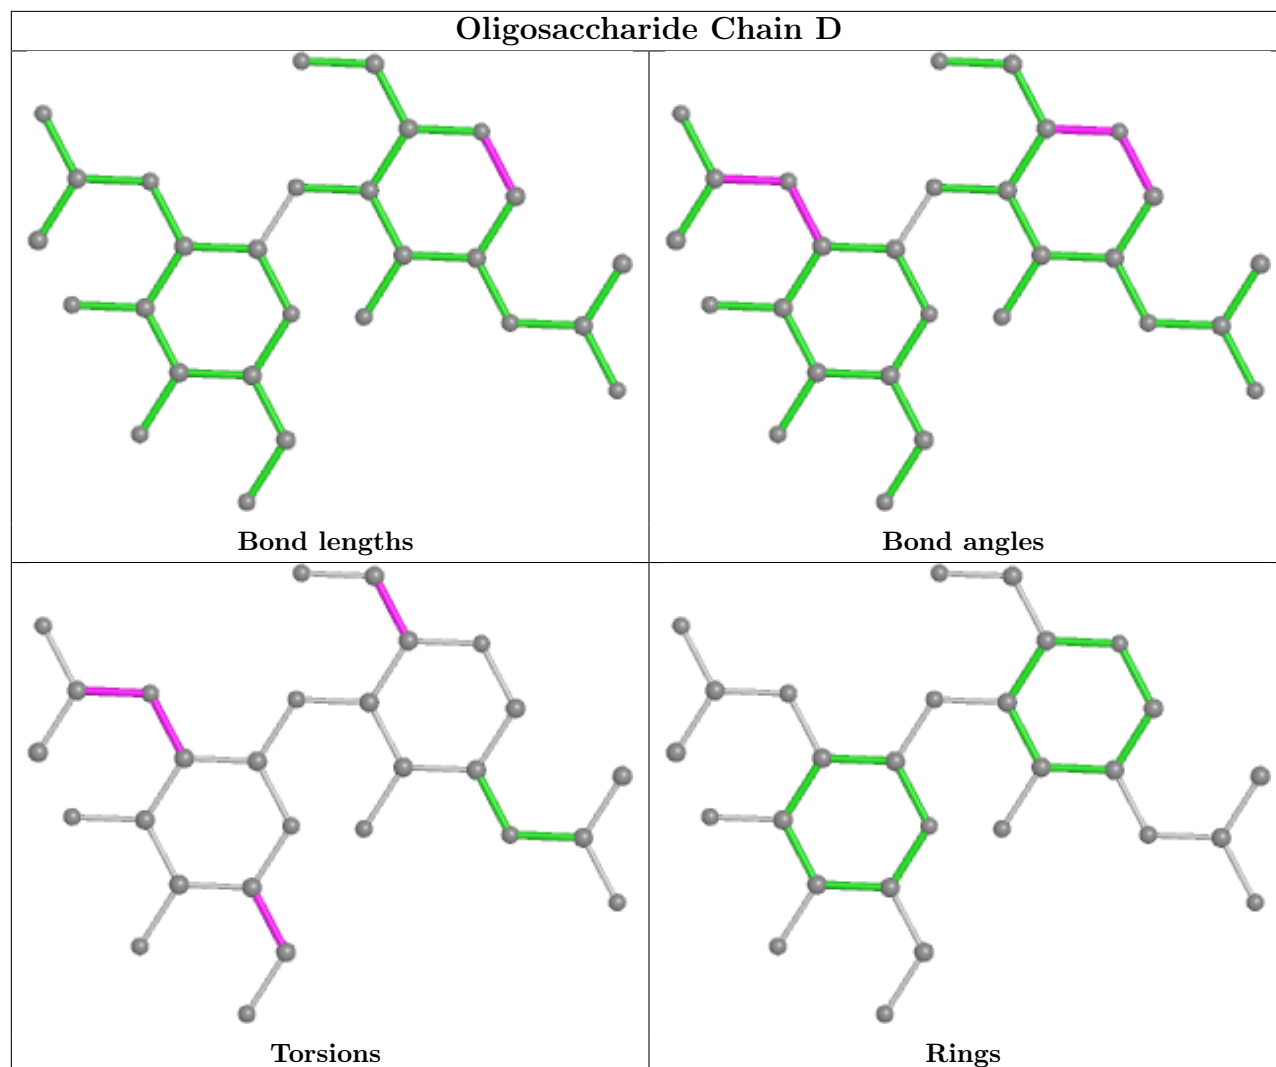 Oligosaccharide Chain D
Bond lengths
Bond angles
Torsions
Rings